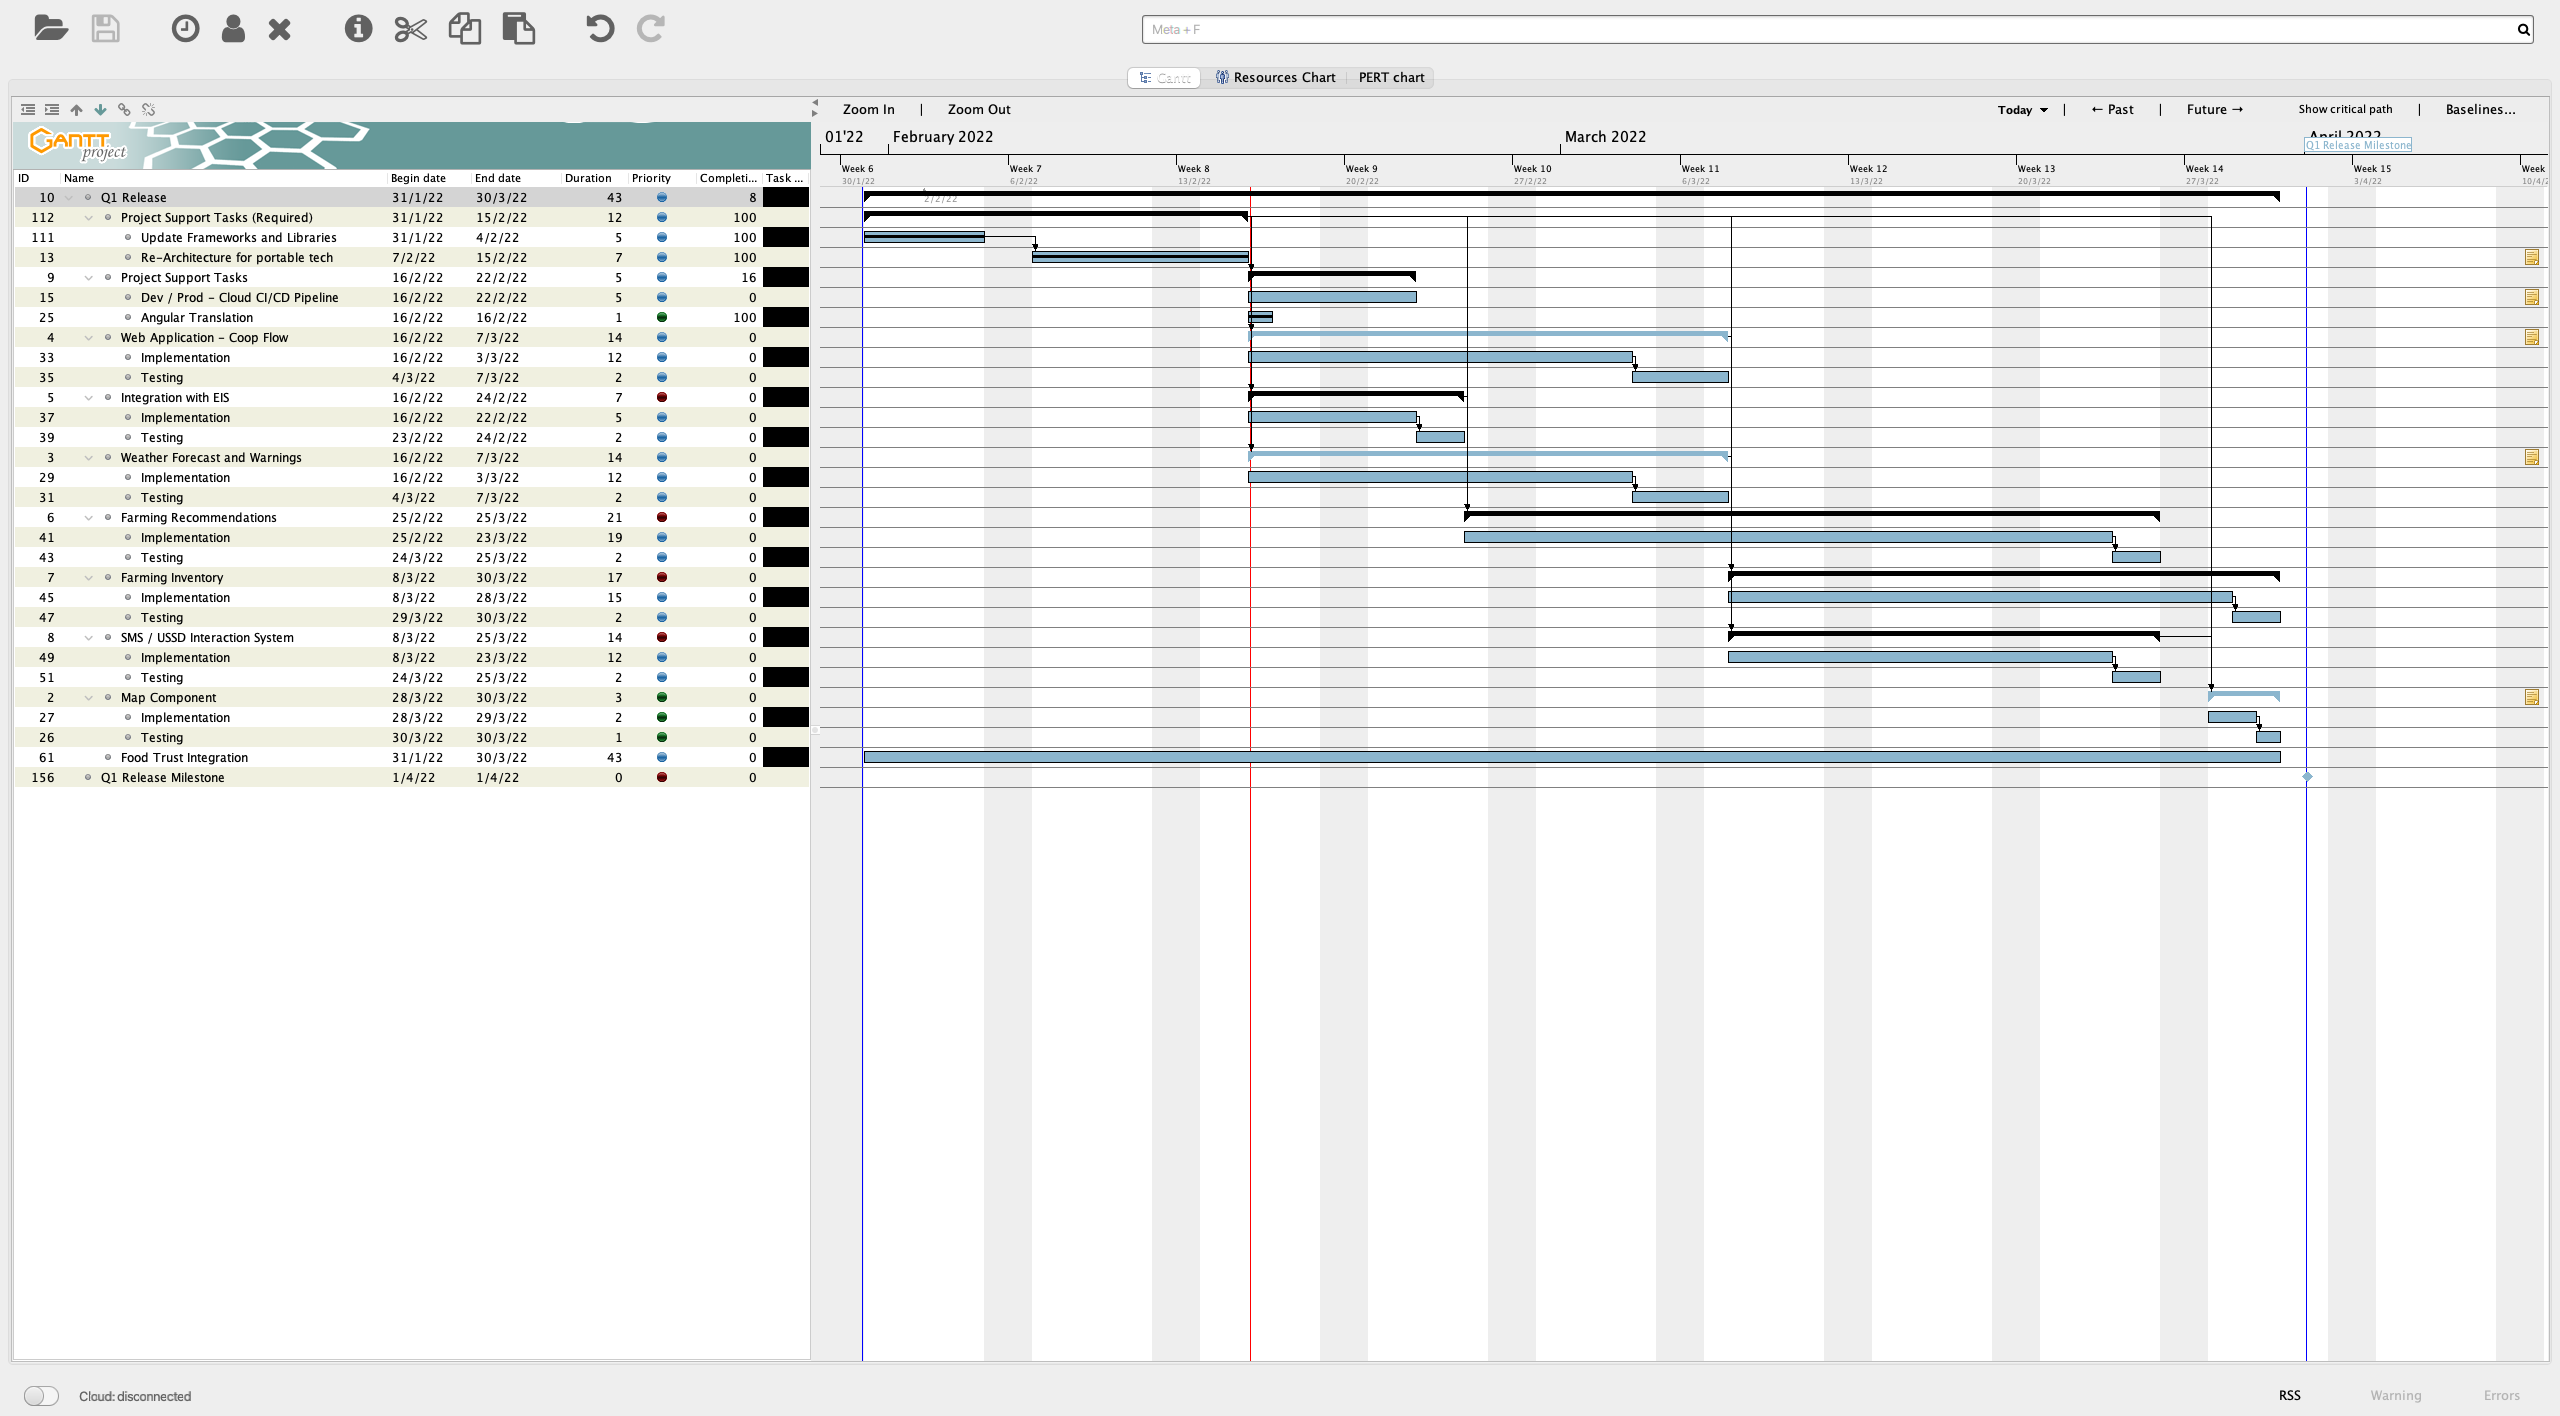 Meta + F
Gantt
Resources Chart
PERT chart
Zoom In | Zoom Out
Today | ← Past | Future → Show critical path | Baselines...
GANTT
project
01'22 February 2022 March 2022 April 2022
Q1 Release Milestone
Week 6 Week 7 Week 8 Week 9 Week 10 Week 11 Week 12 Week 13 Week 14 Week 15 Week
30/1/22 6/2/22 13/2/22 20/2/22 27/2/22 6/3/22 13/3/22 20/3/22 27/3/22 3/4/22
ID Name Begin date End date Duration Priority Completi... Task ...
10 Q1 Release 31/1/22 30/3/22 43 8
2/2/22
112 Project Support Tasks (Required) 31/1/22 15/2/22 12 100
111 Update Frameworks and Libraries 31/1/22 4/2/22 5 100
13 Re-Architecture for portable tech 7/2/22 15/2/22 7 100
9 Project Support Tasks 16/2/22 22/2/22 5 16
15 Dev / Prod - Cloud CI/CD Pipeline 16/2/22 22/2/22 5 0
25 Angular Translation 16/2/22 16/2/22 1 100
4 Web Application - Coop Flow 16/2/22 7/3/22 14 0
33 Implementation 16/2/22 3/3/22 12 0
35 Testing 4/3/22 7/3/22 2 0
5 Integration with EIS 16/2/22 24/2/22 7 0
37 Implementation 16/2/22 22/2/22 5 0
39 Testing 23/2/22 24/2/22 2 0
3 Weather Forecast and Warnings 16/2/22 7/3/22 14 0
29 Implementation 16/2/22 3/3/22 12 0
31 Testing 4/3/22 7/3/22 2 0
6 Farming Recommendations 25/2/22 25/3/22 21 0
41 Implementation 25/2/22 23/3/22 19 0
43 Testing 24/3/22 25/3/22 2 0
7 Farming Inventory 8/3/22 30/3/22 17 0
45 Implementation 8/3/22 28/3/22 15 0
47 Testing 29/3/22 30/3/22 2 0
8 SMS / USSD Interaction System 8/3/22 25/3/22 14 0
49 Implementation 8/3/22 23/3/22 12 0
51 Testing 24/3/22 25/3/22 2 0
2 Map Component 28/3/22 30/3/22 3 0
27 Implementation 28/3/22 29/3/22 2 0
26 Testing 30/3/22 30/3/22 1 0
61 Food Trust Integration 31/1/22 30/3/22 43 0
156 Q1 Release Milestone 1/4/22 1/4/22 0 0
Cloud: disconnected
RSS Warning Errors